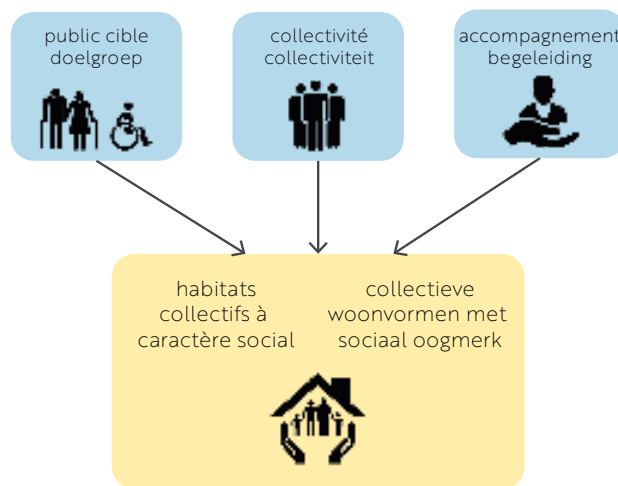 public cible
doelgroep
collectivité
collectiviteit
accompagnement
begeleiding
habitats
collectifs à
caractère social
collectieve
woonvormen met
sociaal oogmerk